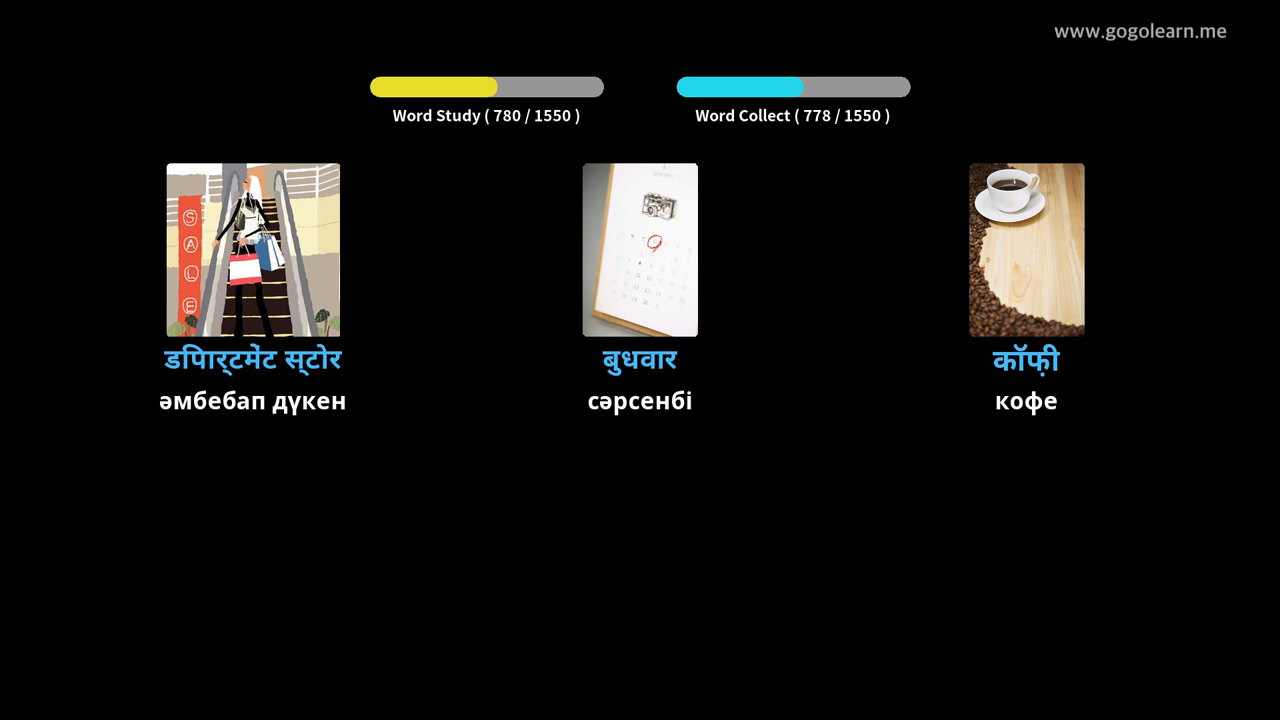 www.gogolearn.me
Word Study ( 780 / 1550 )
Word Collect ( 778 / 1550 )
S
A
L
E
डिपार्टमेंट स्टोर
बुधवार
कॉफ़ी
әмбебап дүкен
сәрсенбі
кофе